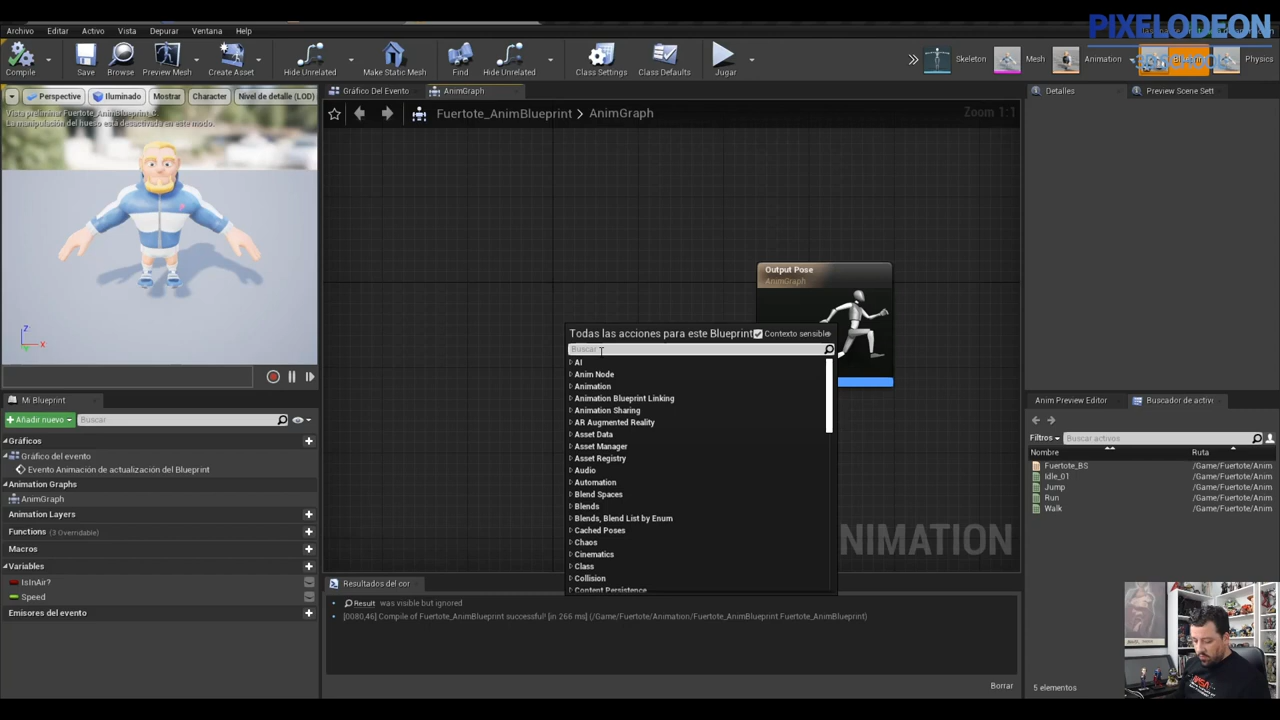 PIXELODEON
Archivo Editar Activo Vista Depurar Ventana Help
Compile Save Browse Preview Mesh Create Asset Hide Unrelated Make Static Mesh Find Hide Unrelated Class Settings Class Defaults Jugar
Skeleton Mesh Animation Physics
Perspective Iluminado Mostrar Character Nivel de detalle (LOD)
Vista preliminar Fuertote_AnimBlueprint_C.
La manipulación del hueso está desactivada en este modo.
Z
X
Gráfico Del Evento AnimGraph
Fuertote_AnimBlueprint > AnimGraph Zoom 1:1
Output Pose
AnimGraph
Todas las acciones para este Blueprint Contexto sensible
Buscar
AI
Anim Node
Animation
Animation Blueprint Linking
Animation Sharing
AR Augmented Reality
Asset Data
Asset Manager
Asset Registry
Audio
Automation
Blend Spaces
Blends
Blends, Blend List by Enum
Cached Poses
Chaos
Cinematics
Class
Collision
Content Persistence
NIMATION
Mi Blueprint
+Añadir nuevo Buscar
Gráficos
Gráfico del evento
Evento Animación de actualización del Blueprint
Animation Graphs
AnimGraph
Animation Layers
Functions (3 Overridable)
Macros
Variables
IsInAir?
Speed
Emisores del evento
Resultados del cor
Result was visible but ignored
[0080,46] Compile of Fuertote_AnimBlueprint successful! [in 266 ms] (/Game/Fuertote/Animation/Fuertote_AnimBlueprint.Fuertote_AnimBlueprint)
Borrar
Detalles Preview Scene Sett
Anim Preview Editor Buscador de activo
Filtros Buscar activos
Nombre Ruta
Fuertote_BS /Game/Fuertote/Anim
Idle_01 /Game/Fuertote/Anim
Jump /Game/Fuertote/Anim
Run /Game/Fuertote/Anim
Walk /Game/Fuertote/Anim
5 elementos